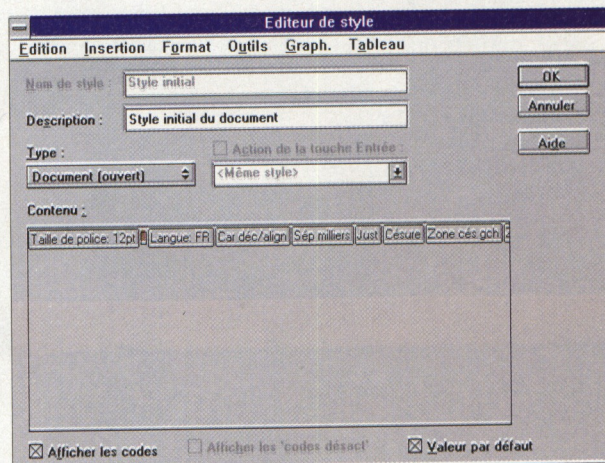 Editeur de style
Edition Insertion Format Outils Graph. Tableau
Nom de style : Style initial
OK
Description : Style initial du document
Annuler
Type :
Action de la touche Entrée :
Aide
Document (ouvert)
<Même style>
Contenu :
Taille de police: 12pt Langue: FR Car déc/align Sép milliers Just Césure Zone cés gch
Afficher les codes Afficher les 'codes désact' Valeur par défaut